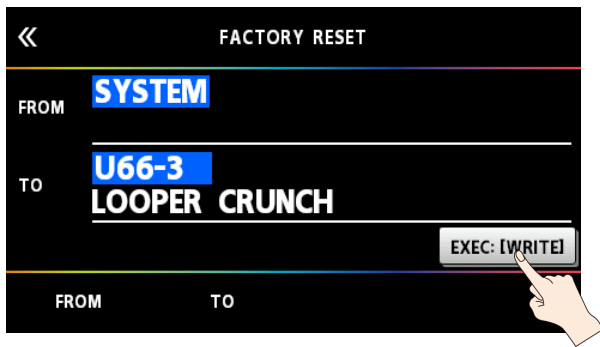 «
FACTORY RESET
FROM
SYSTEM
TO
U66-3
LOOPER CRUNCH
EXEC: [WRITE]
FROM TO